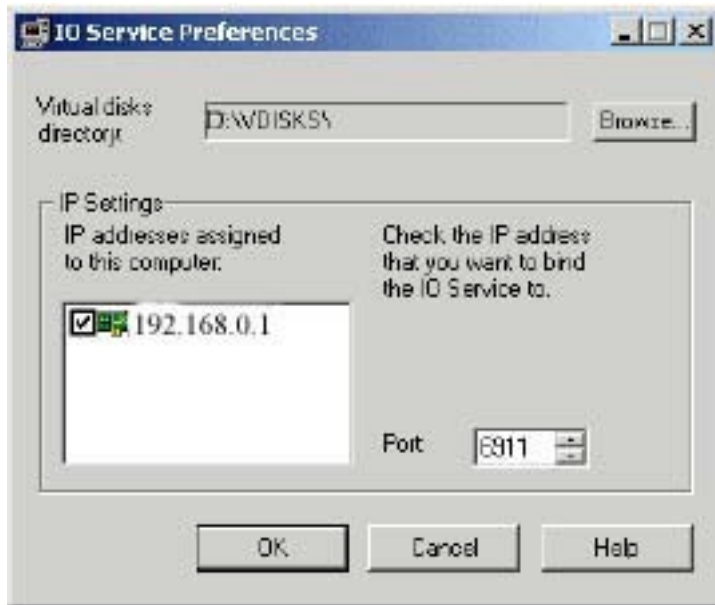 IO Service Preferences
Virtual disks
directory:
D:\VDISKS\
Browse...
IP Settings
IP addresses assigned
to this computer:
Check the IP address
that you want to bind
the IO Service to.
192.168.0.1
Port
6911
OK
Cancel
Help